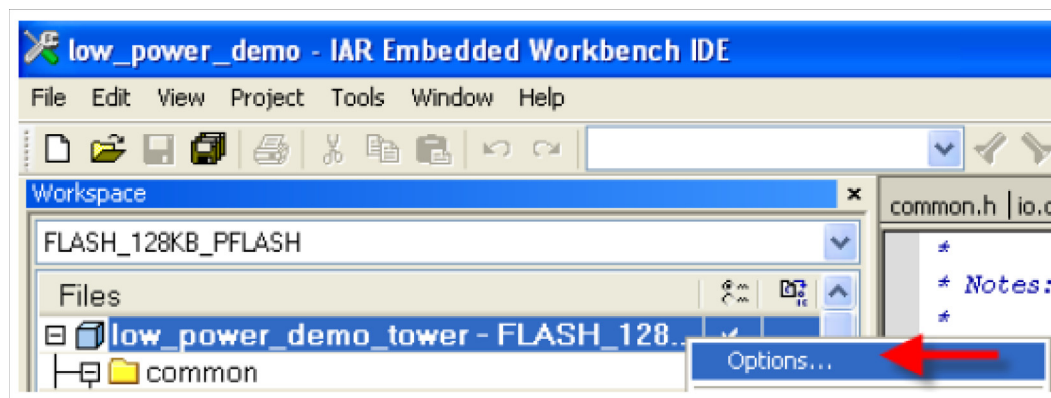 low_power_demo - IAR Embedded Workbench IDE
File Edit View Project Tools Window Help
Workspace
common.h io.c
FLASH_128KB_PFLASH
*
Files
* Notes:
*
low_power_demo_tower - FLASH_128...
Options...
common